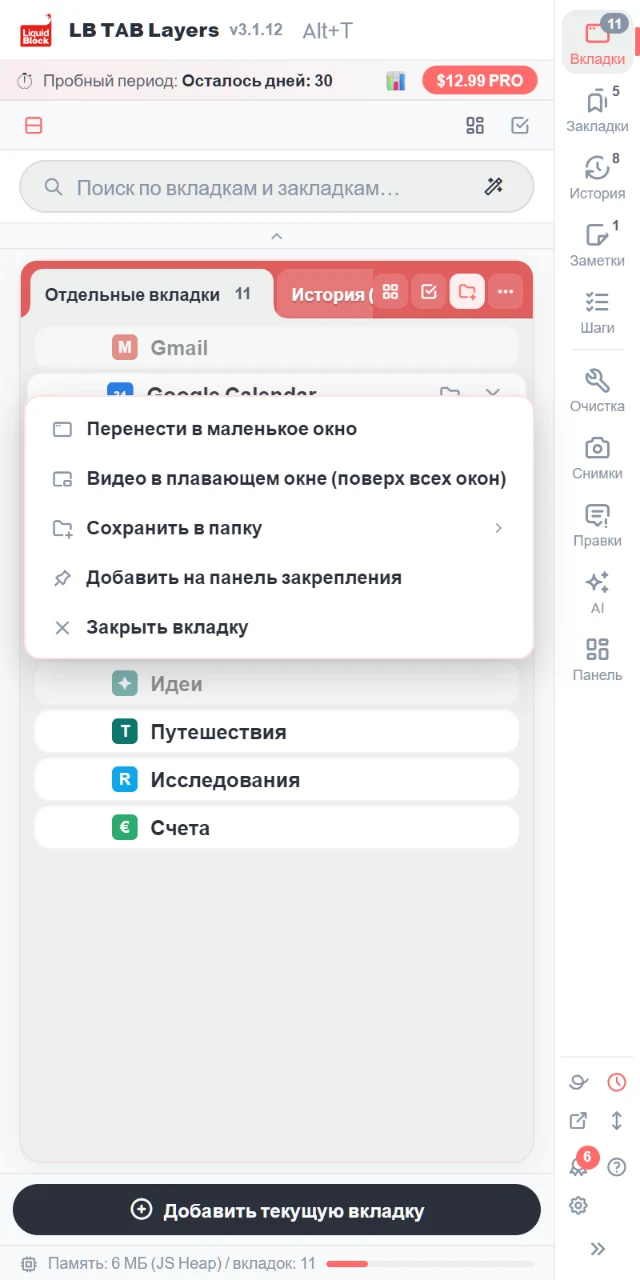 Liquid Block
LB TAB Layers v3.1.12 Alt+T
Пробный период: Осталось дней: 30
$12.99 PRO
Поиск по вкладкам и закладкам…
Отдельные вкладки 11
История (
M Gmail
Google Calendar
Перенести в маленькое окно
Видео в плавающем окне (поверх всех окон)
Сохранить в папку
Добавить на панель закрепления
Закрыть вкладку
Идеи
T Путешествия
R Исследования
€ Счета
Добавить текущую вкладку
Память: 6 МБ (JS Heap) / вкладок: 11
11
Вкладки
5
Закладки
8
История
1
Заметки
Шаги
Очистка
Снимки
Правки
AI
Панель
6